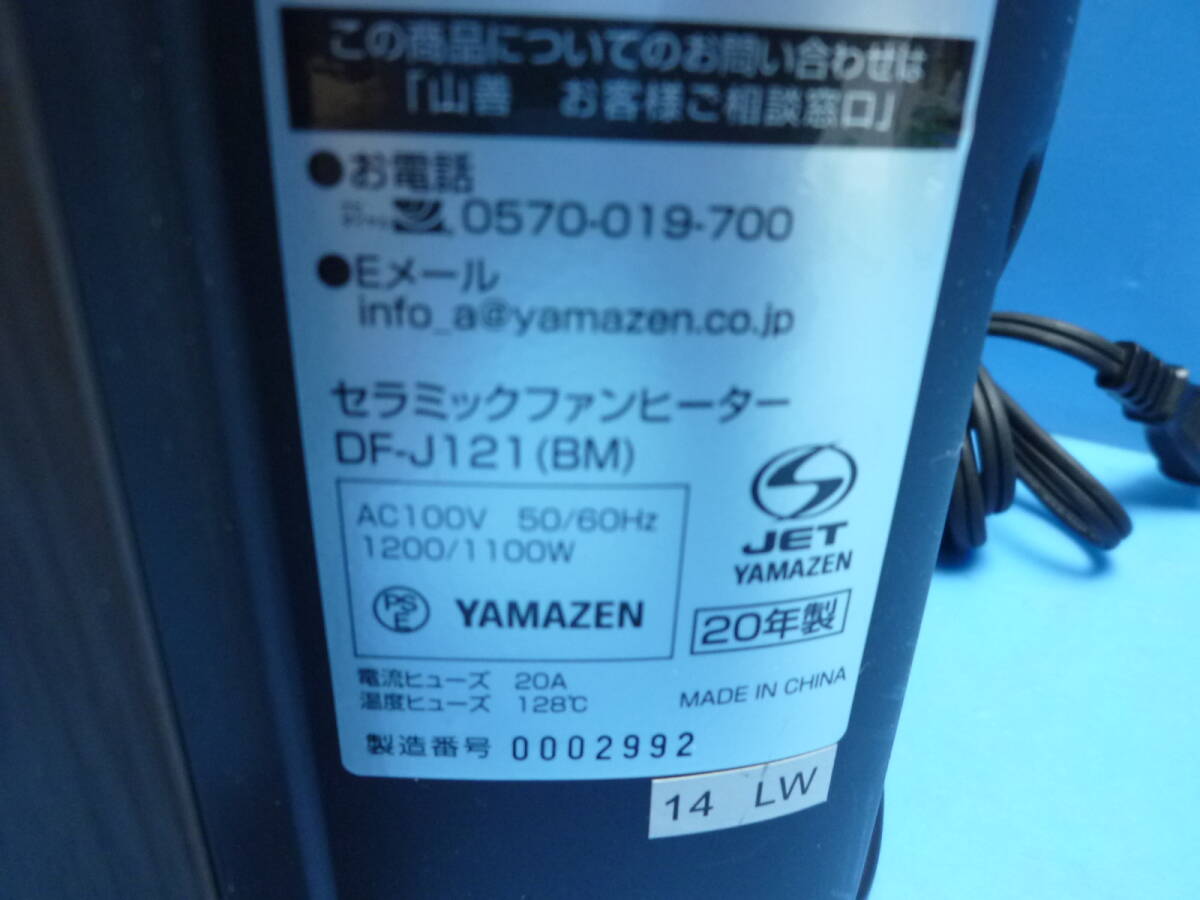 この商品についてのお問い合わせは
「山善 お客様ご相談窓口」
●お電話
0570-019-700
●Eメール
info_a@yamazen.co.jp
セラミックファンヒーター
DF-J121(BM)
AC100V 50/60Hz
1200/1100W
PSE YAMAZEN
JET
YAMAZEN
20年製
電流ヒューズ 20A
温度ヒューズ 128℃
MADE IN CHINA
製造番号 0002992
14 LW